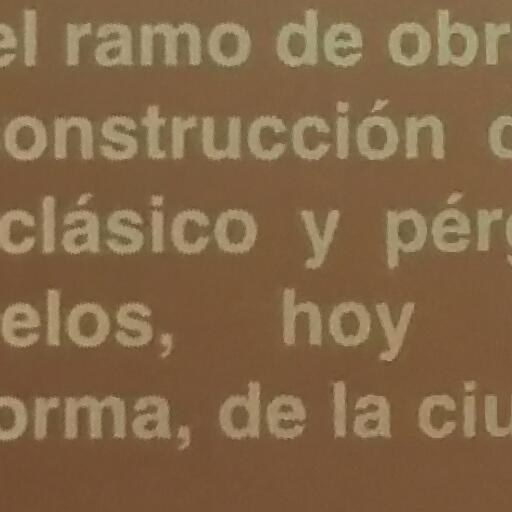 el ramo de obr
onstrucción
clásico y pérg
elos, hoy
orma, de la ciu